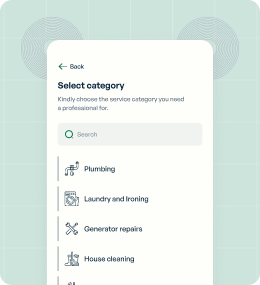 Back
Select category
Kindly choose the service category you need
a professional for.
Search
Plumbing
Laundry and Ironing
Generator repairs
House cleaning